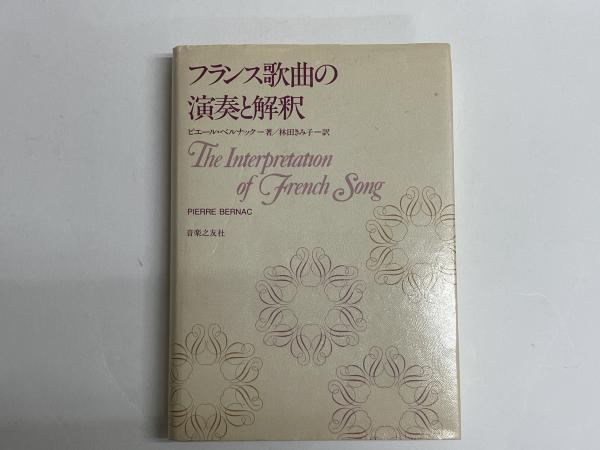 フランス歌曲の
演奏と解釈
ピエール・ベルナック—著/林田きみ子—訳
The Interpretation
of French Song
PIERRE BERNAC
音楽之友社